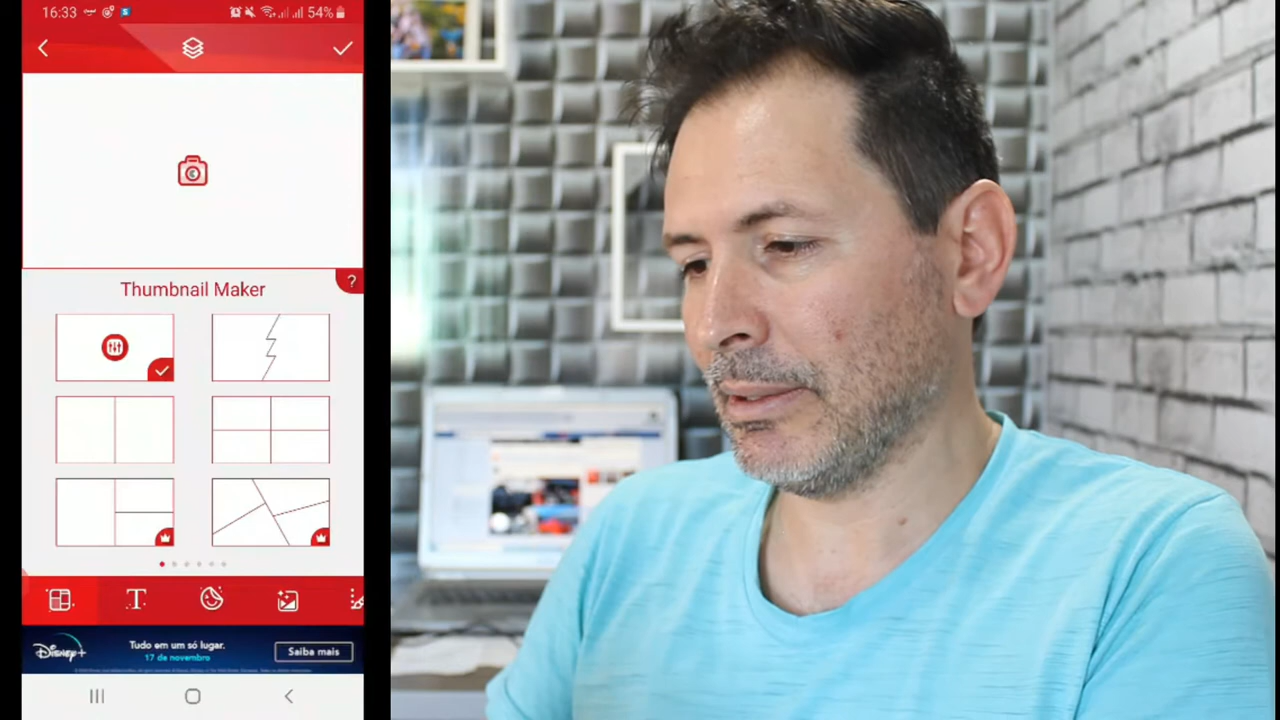 16:33
54%
?
Thumbnail Maker
T
Disney+
Tudo em um só lugar.
17 de novembro
Saiba mais